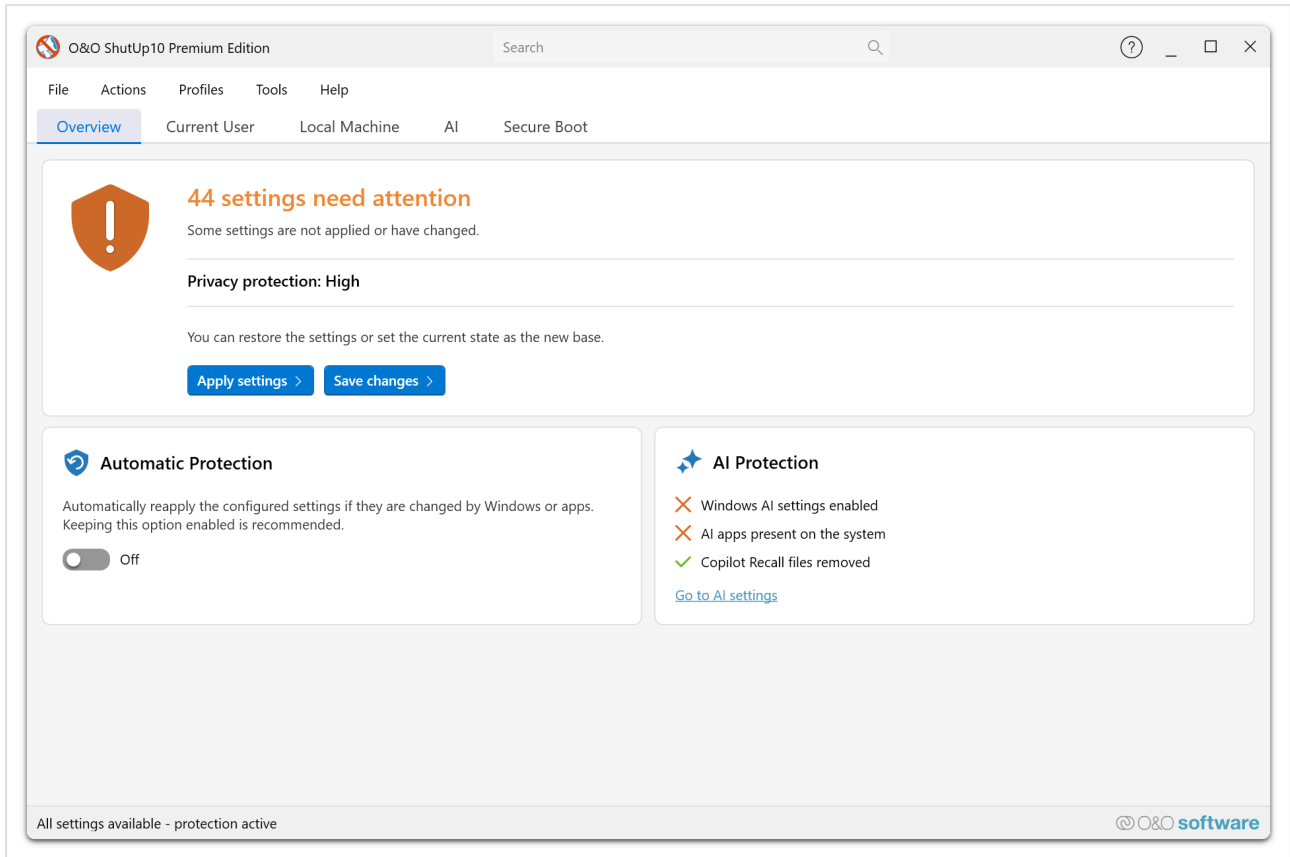 O&O ShutUp10 Premium Edition
Search
?
File Actions Profiles Tools Help
Overview Current User Local Machine AI Secure Boot
44 settings need attention
Some settings are not applied or have changed.
Privacy protection: High
You can restore the settings or set the current state as the new base.
Apply settings > Save changes >
Automatic Protection
Automatically reapply the configured settings if they are changed by Windows or apps.
Keeping this option enabled is recommended.
Off
AI Protection
Windows AI settings enabled
AI apps present on the system
Copilot Recall files removed
Go to AI settings
All settings available - protection active
O&O software